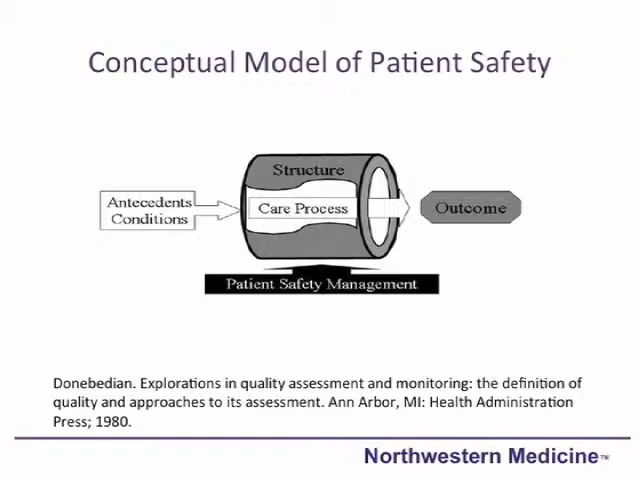 Conceptual Model of Patient Safety
Structure
Antecedents
Conditions
Care Process
Outcome
Patient Safety Management
Donebedian. Explorations in quality assessment and monitoring: the definition of
quality and approaches to its assessment. Ann Arbor, MI: Health Administration
Press; 1980.
Northwestern Medicine™